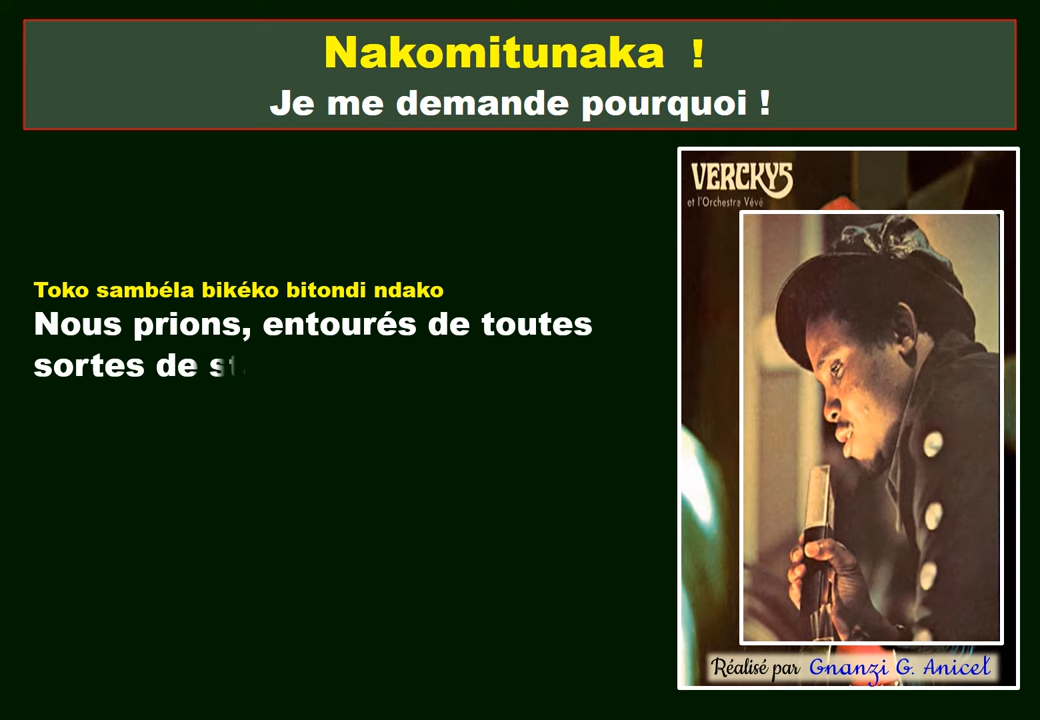 Nakomitunaka !
Je me demande pourquoi !
Toko sambéla bikéko bitondi ndako
Nous prions, entourés de toutes
sortes de
VERCKYS
et l'Orchestre Vévé
Réalisé par Gnanzi G. Anicet